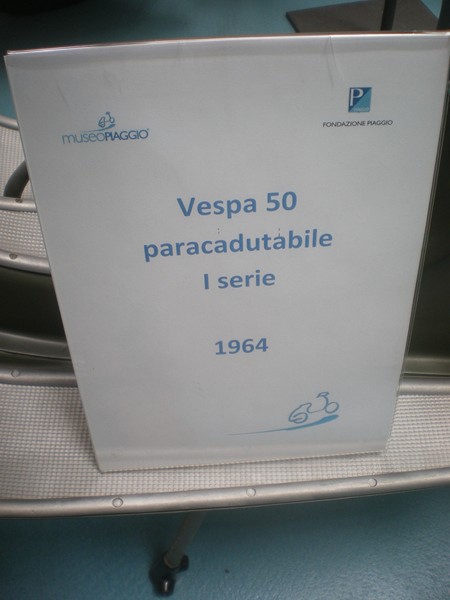 museoPIAGGIO
P
FONDAZIONE PIAGGIO
Vespa 50
paracadutabile
I serie
1964